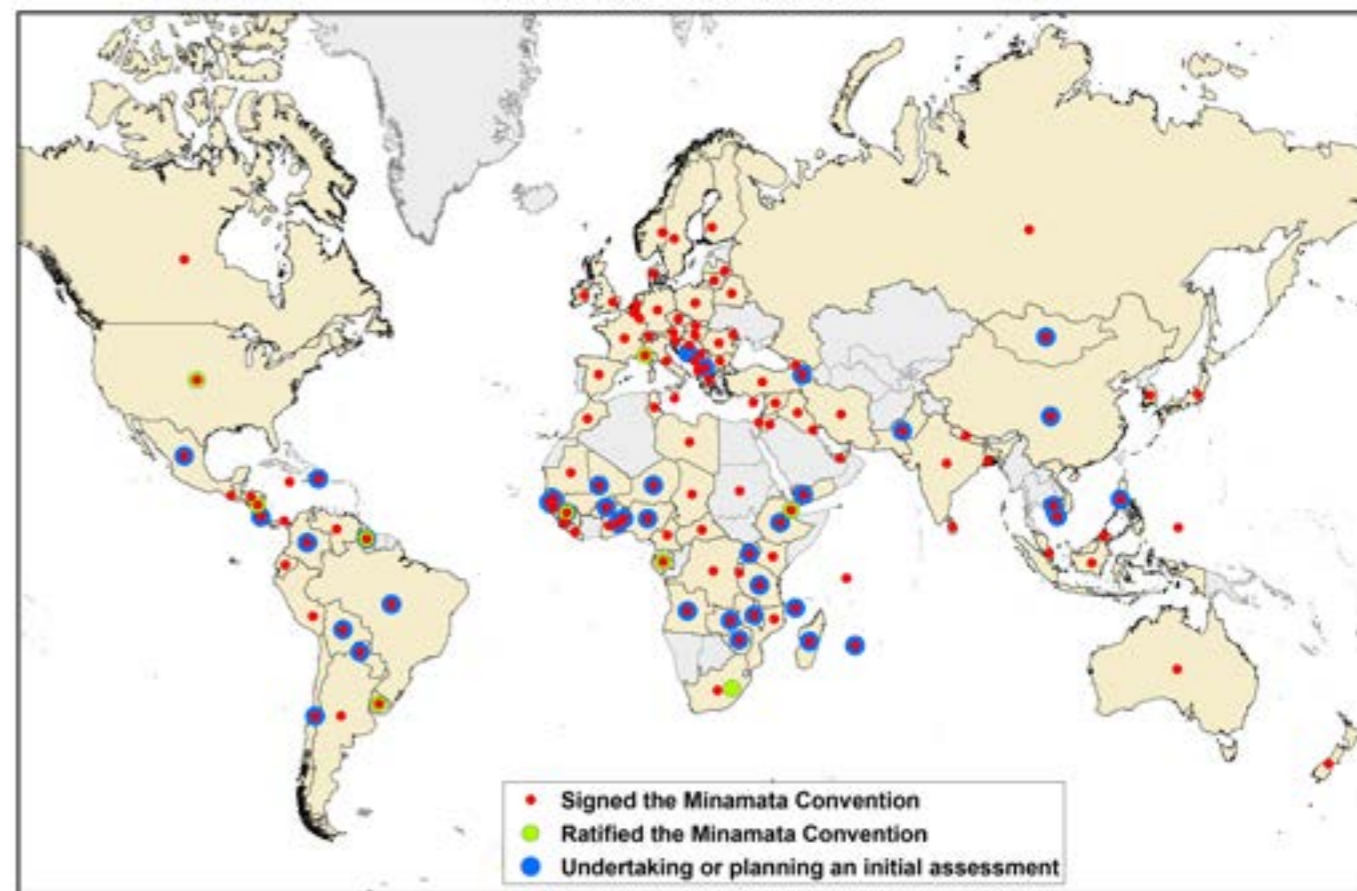 Signed the Minamata Convention
Ratified the Minamata Convention
Undertaking or planning an initial assessment